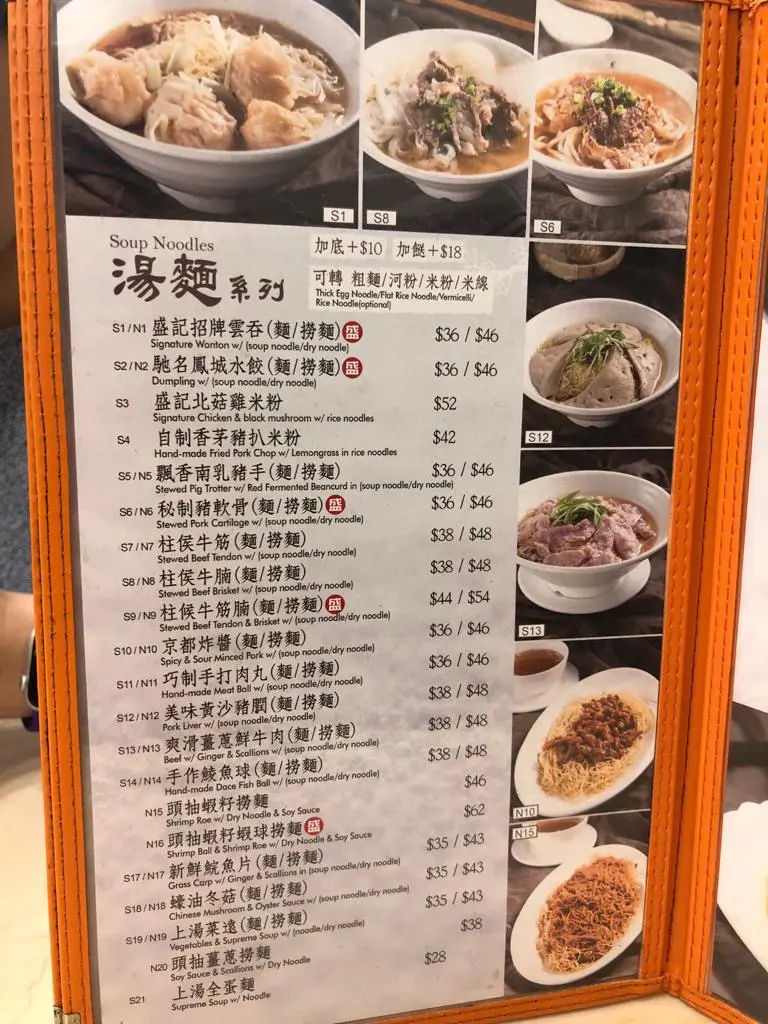 S1
S8
S6
Soup Noodles
湯麵系列
加底+$10 加餸+$18
可轉 粗麵/河粉/米粉/米線
Thick Egg Noodle/Flat Rice Noodle/Vermicelli/
Rice Noodle(optional)
S1/N1 盛記招牌雲吞(麵/撈麵) 盛 $36 / $46
Signature Wonton w/ (soup noodle/dry noodle)
S2/N2 馳名鳳城水餃(麵/撈麵) 盛 $36 / $46
Dumpling w/ (soup noodle/dry noodle)
S3 盛記北菇雞米粉 $52
Signature Chicken & black mushroom w/ rice noodles
S4 自制香茅豬扒米粉 $42
Hand-made Fried Pork Chop w/ Lemongrass in rice noodles
S5/N5 飄香南乳豬手(麵/撈麵) $36 / $46
Stewed Pig Trotter w/ Red Fermented Beancurd in (soup noodle/dry noodle)
S6/N6 秘制豬軟骨(麵/撈麵) 盛 $36 / $46
Stewed Pork Cartilage w/ (soup noodle/dry noodle)
S7/N7 柱侯牛筋(麵/撈麵) $38 / $48
Stewed Beef Tendon w/ (soup noodle/dry noodle)
S8/N8 柱侯牛腩(麵/撈麵) $38 / $48
Stewed Beef Brisket w/ (soup noodle/dry noodle)
S9/N9 柱候牛筋腩(麵/撈麵) 盛 $44 / $54
Stewed Beef Tendon & Brisket w/ (soup noodle/dry noodle)
S10/N10 京都炸醬(麵/撈麵) $36 / $46
Spicy & Sour Minced Pork w/ (soup noodle/dry noodle)
S11/N11 巧制手打肉丸(麵/撈麵) $36 / $46
Hand-made Meat Ball w/ (soup noodle/dry noodle)
S12/N12 美味黃沙豬膶(麵/撈麵) $38 / $48
Pork Liver w/ (soup noodle/dry noodle)
S13/N13 爽滑薑蔥鮮牛肉(麵/撈麵) $38 / $48
Beef w/ Ginger & Scallions w/ (soup noodle/dry noodle)
S14/N14 手作鯪魚球(麵/撈麵) $38 / $48
Hand-made Dace Fish Ball w/ (soup noodle/dry noodle)
N15 頭抽蝦籽撈麵 $46
Shrimp Roe w/ Dry Noodle & Soy Sauce
N16 頭抽蝦籽蝦球撈麵 盛 $62
Shrimp Ball & Shrimp Roe w/ Dry Noodle & Soy Sauce
S17/N17 新鮮鯇魚片(麵/撈麵) $35 / $43
Grass Carp w/ Ginger & Scallions in (soup noodle/dry noodle)
S18/N18 蠔油冬菇(麵/撈麵) $35 / $43
Chinese Mushroom & Oyster Sauce w/ (soup noodle/dry noodle)
S19/N19 上湯菜遠(麵/撈麵) $35 / $43
Vegetables & Supreme Soup w/ (noodle/dry noodle)
N20 頭抽薑蔥撈麵 $38
Soy Sauce & Scallions w/ Dry Noodle
S21 上湯全蛋麵 $28
Supreme Soup w/ Noodle
S12
S13
N10
N15